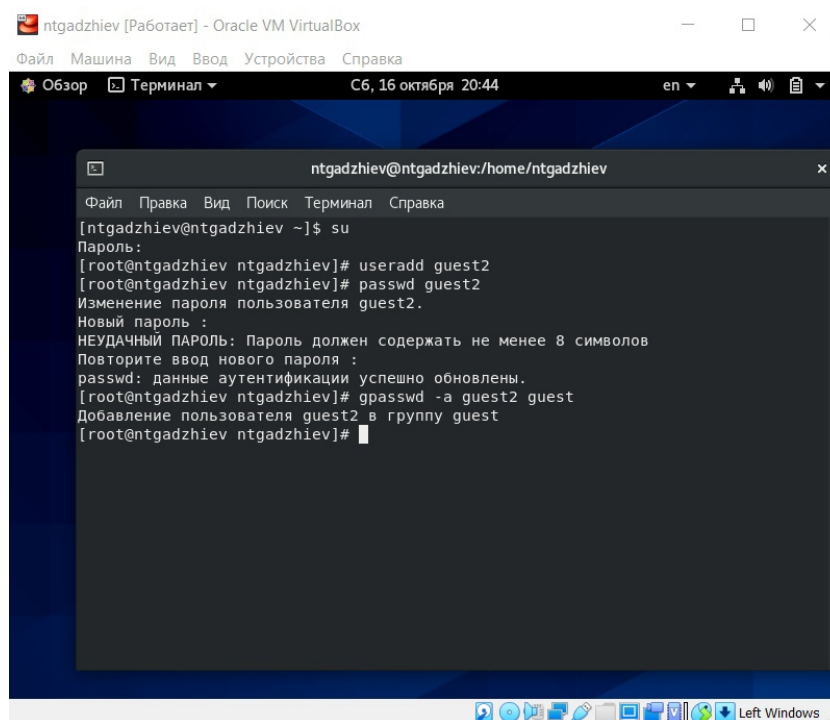 ntgadzhiev [Работает] - Oracle VM VirtualBox
Файл Машина Вид Ввод Устройства Справка
Обзор Терминал Сб, 16 октября 20:44 en
ntgadzhiev@ntgadzhiev:/home/ntgadzhiev
Файл Правка Вид Поиск Терминал Справка
[ntgadzhiev@ntgadzhiev ~]$ su
Пароль:
[root@ntgadzhiev ntgadzhiev]# useradd guest2
[root@ntgadzhiev ntgadzhiev]# passwd guest2
Изменение пароля пользователя guest2.
Новый пароль :
НЕУДАЧНЫЙ ПАРОЛЬ: Пароль должен содержать не менее 8 символов
Повторите ввод нового пароля :
passwd: данные аутентификации успешно обновлены.
[root@ntgadzhiev ntgadzhiev]# gpasswd -a guest2 guest
Добавление пользователя guest2 в группу guest
[root@ntgadzhiev ntgadzhiev]#
Left Windows